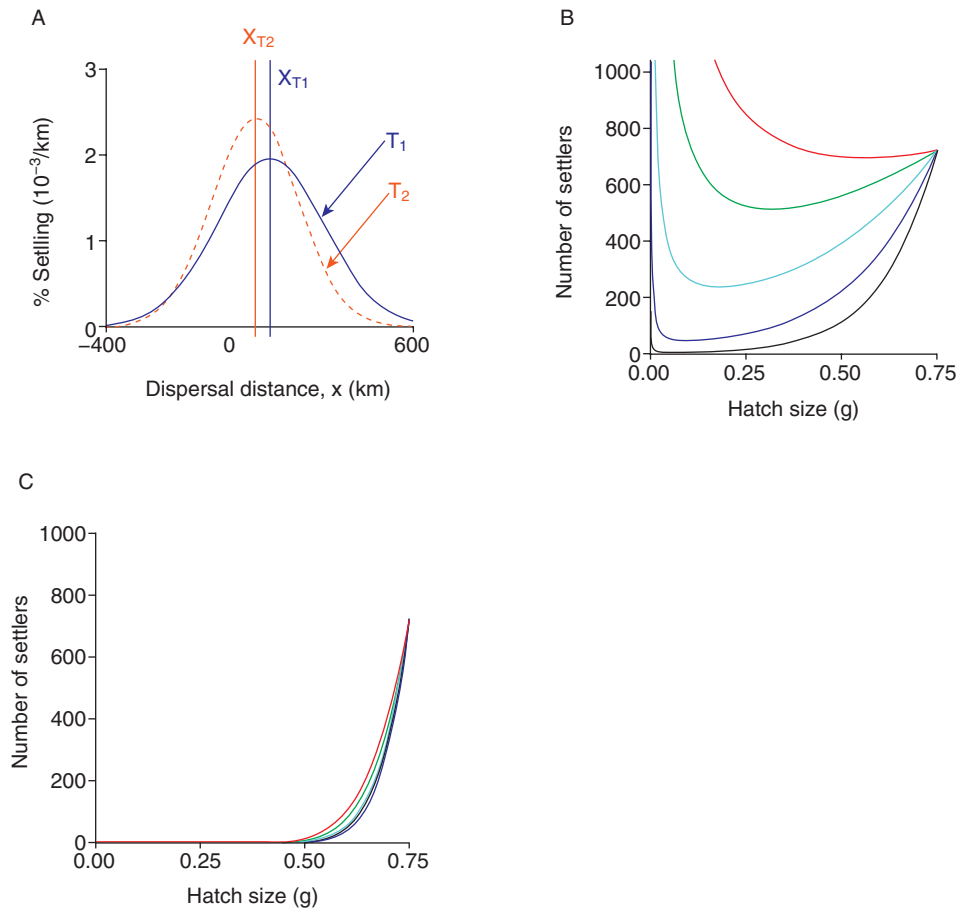 A
X_T2
X_T1
3
2
1
0
T_1
T_2
% Setlling (10⁻³/km)
−400
0
600
Dispersal distance, x (km)
B
1000
800
600
400
200
0
Number of settlers
0.00
0.25
0.50
0.75
Hatch size (g)
C
1000
800
600
400
200
0
Number of settlers
0.00
0.25
0.50
0.75
Hatch size (g)